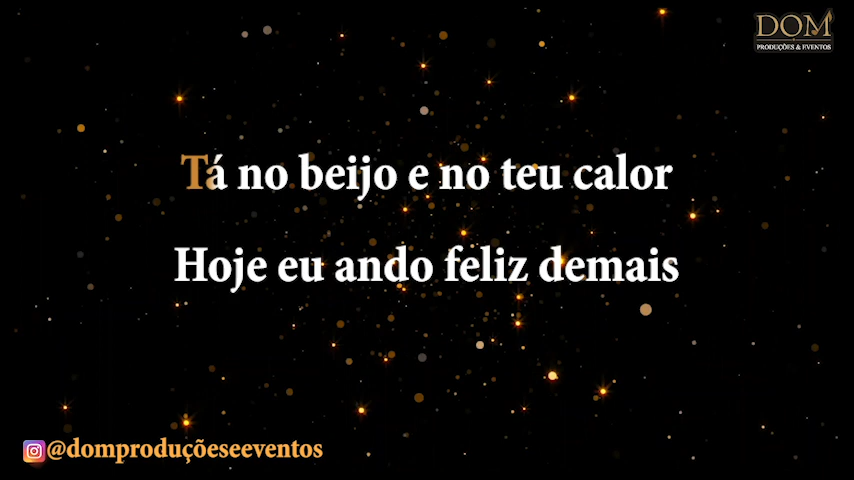 DOM
PRODUÇÕES & EVENTOS
Tá no beijo e no teu calor
Hoje eu ando feliz demais
@domproduçõeseeventos